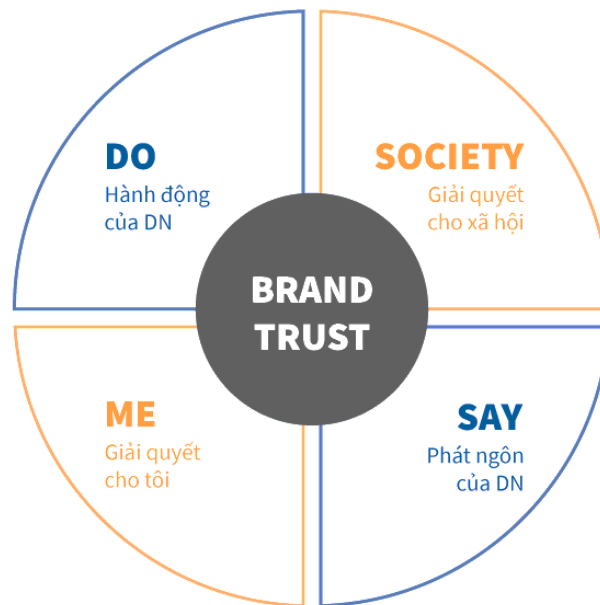 DO
Hành động
của DN
SOCIETY
Giải quyết
cho xã hội
BRAND
TRUST
ME
Giải quyết
cho tôi
SAY
Phát ngôn
của DN